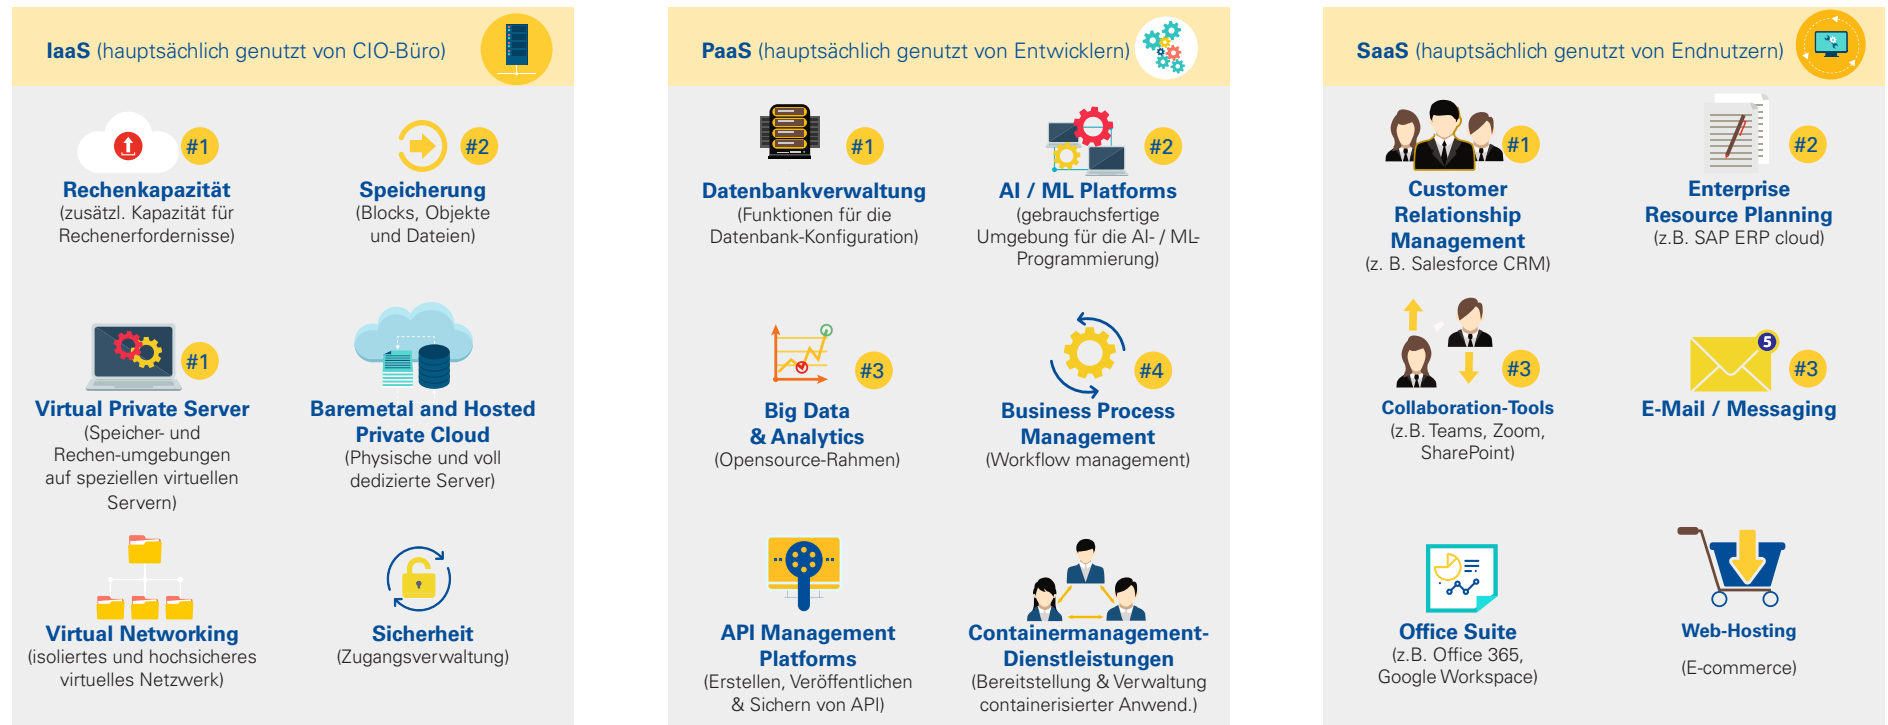 IaaS (hauptsächlich genutzt von CIO-Büro)
#1
Rechenkapazität
(zusätzl. Kapazität für
Rechenerfordernisse)
#2
Speicherung
(Blocks, Objekte
und Dateien)
#1
Virtual Private Server
(Speicher- und
Rechen-umgebungen
auf speziellen virtuellen
Servern)
Baremetal and Hosted
Private Cloud
(Physische und voll
dedizierte Server)
Virtual Networking
(isoliertes und hochsicheres
virtuelles Netzwerk)
Sicherheit
(Zugangsverwaltung)
PaaS (hauptsächlich genutzt von Entwicklern)
#1
Datenbankverwaltung
(Funktionen für die
Datenbank-Konfiguration)
#2
AI / ML Platforms
(gebrauchsfertige
Umgebung für die AI- / ML-
Programmierung)
#3
Big Data
& Analytics
(Opensource-Rahmen)
#4
Business Process
Management
(Workflow management)
API Management
Platforms
(Erstellen, Veröffentlichen
& Sichern von API)
Containermanagement-
Dienstleistungen
(Bereitstellung & Verwaltung
containerisierter Anwend.)
SaaS (hauptsächlich genutzt von Endnutzern)
#1
Customer
Relationship
Management
(z. B. Salesforce CRM)
#2
Enterprise
Resource Planning
(z.B. SAP ERP cloud)
#3
Collaboration-Tools
(z.B. Teams, Zoom,
SharePoint)
5
#3
E-Mail / Messaging
Office Suite
(z.B. Office 365,
Google Workspace)
Web-Hosting
(E-commerce)